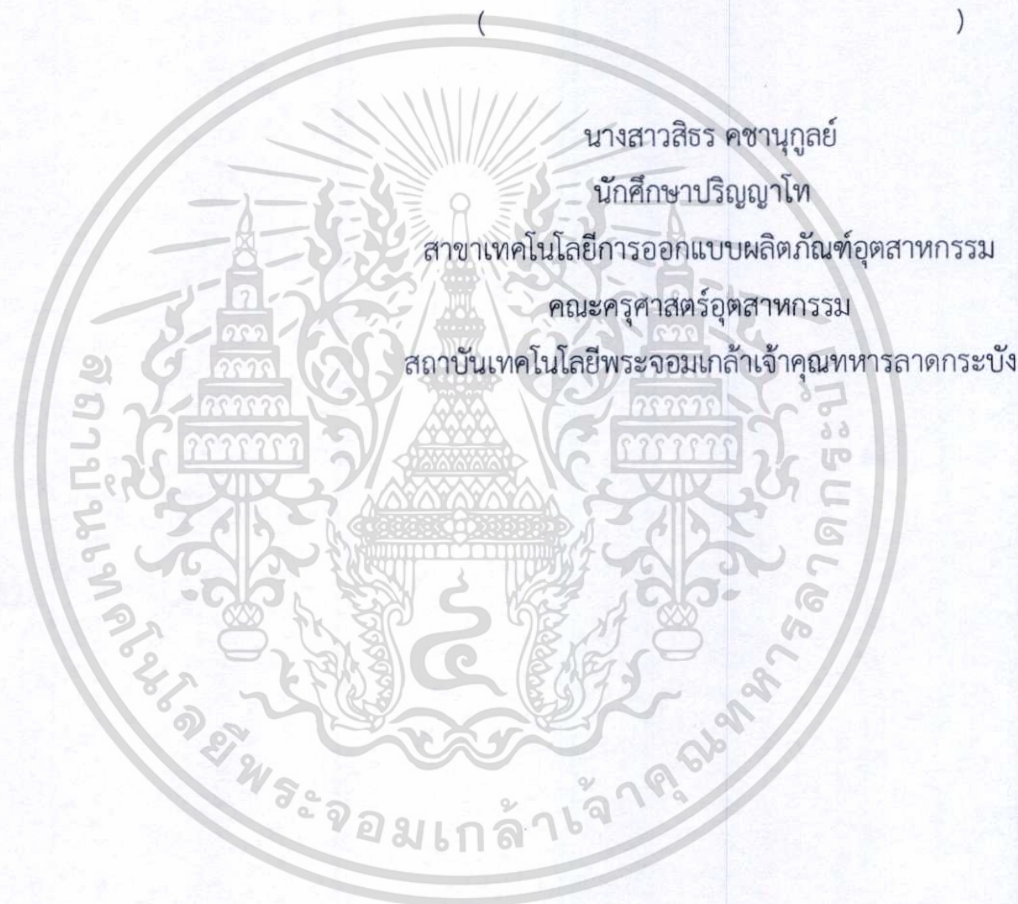 (                                                                      )
นางสาวสิธร คชานุกูลย์
นักศึกษาปริญญาโท
สาขาเทคโนโลยีการออกแบบผลิตภัณฑ์อุตสาหกรรม
คณะครุศาสตร์อุตสาหกรรม
สถาบันเทคโนโลยีพระจอมเกล้าเจ้าคุณทหารลาดกระบัง
สถาบันเทคโนโลยีพระจอมเกล้าเจ้าคุณทหารลาดกระบัง
๔